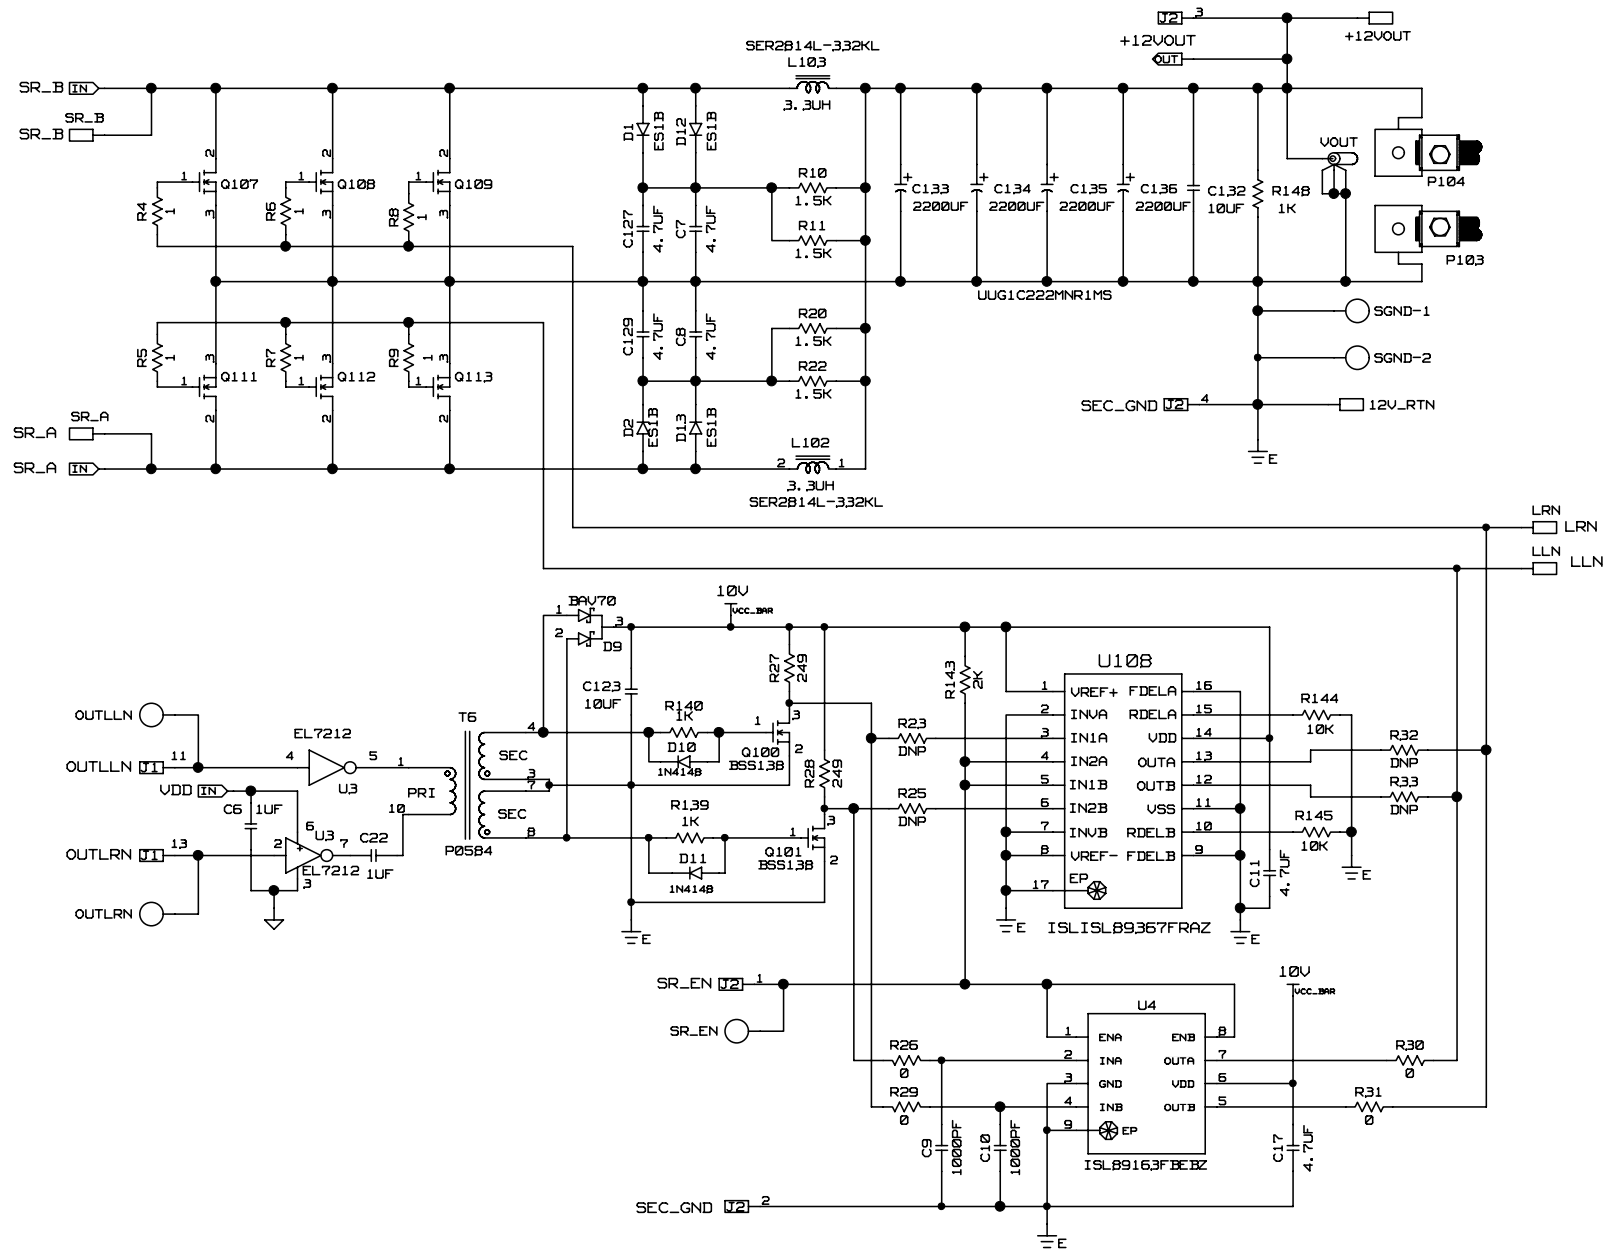 J2 3
+12VOUT
+12VOUT
OUT
SER2814L-332KL
L103
3.3UH
SR_B IN
SR_B
SR_B
D1
ES1B
D12
ES1B
VOUT
P104
P103
2
1
Q107
3
R4
1
2
1
Q108
3
R6
1
2
1
Q109
3
R8
1
C127
4.7UF
C7
4.7UF
R10
1.5K
R11
1.5K
C133
2200UF
C134
2200UF
C135
2200UF
C136
2200UF
C132
10UF
R148
1K
UUG1C222MNR1MS
R5
1
3
1
Q111
2
R7
1
3
1
Q112
2
R9
1
3
1
Q113
2
C129
4.7UF
C8
4.7UF
R20
1.5K
R22
1.5K
SGND-1
SGND-2
SEC_GND J2 4
12V_RTN
E
SR_A
SR_A
SR_A IN
D2
ES1B
D13
ES1B
L102
2 1
3.3UH
SER2814L-332KL
LRN
LRN
LLN
LLN
BAV70
1
2
3
D9
10V
VCC_BAR
C123
10UF
R27
249
R28
249
R143
2K
OUTLLN
OUTLLN J1 11
EL7212
4 5
U3
VDD IN
C6 1UF
6
2 U3 7
EL7212
3
OUTLRN J1 13
OUTLRN
C22
1UF
T6
1
PRI
10
4
SEC
3
7
SEC
8
P0584
R140
1K
D10
1N4148
1 3
2
Q100
BSS138
R139
1K
D11
1N4148
1 3
2
Q101
BSS138
E
R23
DNP
R25
DNP
U108
1 VREF+ FDELA 16
2 INVA RDELA 15
3 IN1A VDD 14
4 IN2A OUTA 13
5 IN1B OUTB 12
6 IN2B VSS 11
7 INVB RDELB 10
8 VREF- FDELB 9
17 EP
ISLISL89367FRAZ
E
E
C11
4.7UF
R144
10K
R32
DNP
R33
DNP
R145
10K
E
SR_EN J2 1
SR_EN
10V
VCC_BAR
U4
1 ENA ENB 8
2 INA OUTA 7
3 GND VDD 6
4 INB OUTB 5
9 EP
ISL89163FBEBZ
R26
0
R29
0
C9
1000PF
C10
1000PF
R30
0
R31
0
C17
4.7UF
SEC_GND J2 2
E